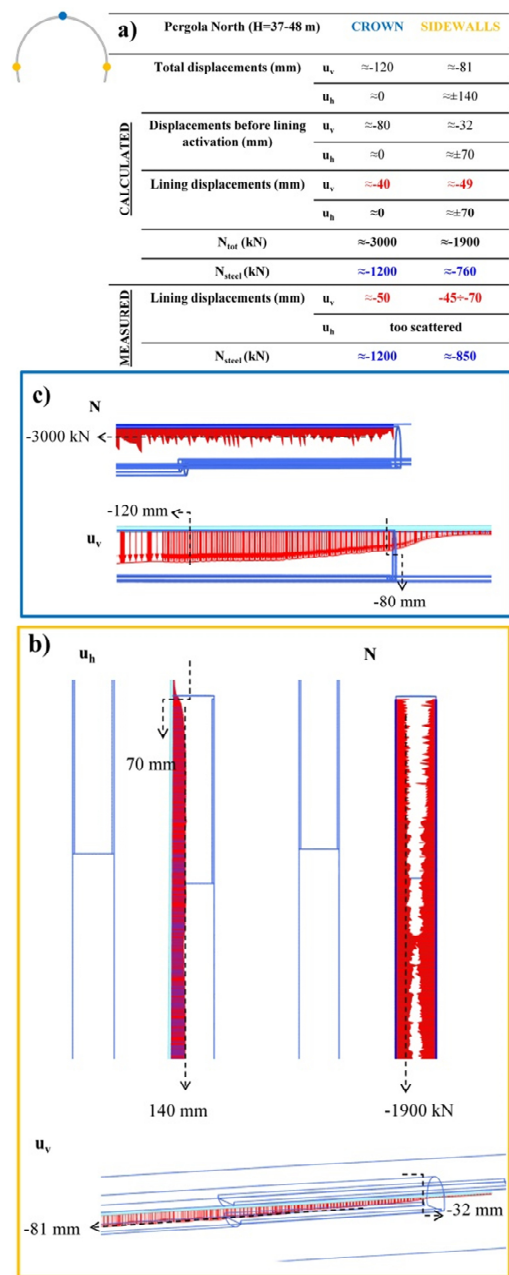 a) Pergola North (H=37-48 m) CROWN SIDEWALLS
Total displacements (mm) uv ≈-120 ≈-81
uh ≈0 ≈±140
CALCULATED
Displacements before lining activation (mm) uv ≈-80 ≈-32
uh ≈0 ≈±70
Lining displacements (mm) uv ≈-40 ≈-49
uh ≈0 ≈±70
Ntot (kN) ≈-3000 ≈-1900
Nsteel (kN) ≈-1200 ≈-760
MEASURED
Lining displacements (mm) uv ≈-50 -45÷-70
uh too scattered
Nsteel (kN) ≈-1200 ≈-850
c)
N
-3000 kN
-120 mm
uv
-80 mm
b)
uh N
70 mm
140 mm -1900 kN
uv
-32 mm
-81 mm